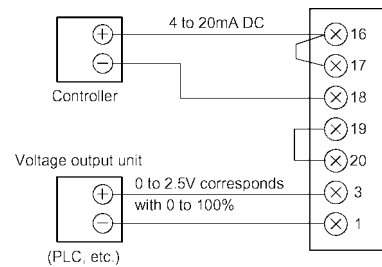 4 to 20mA DC
16
17
Controller
18
19
Voltage output unit
20
0 to 2.5V corresponds
3
with 0 to 100%
1
(PLC, etc.)